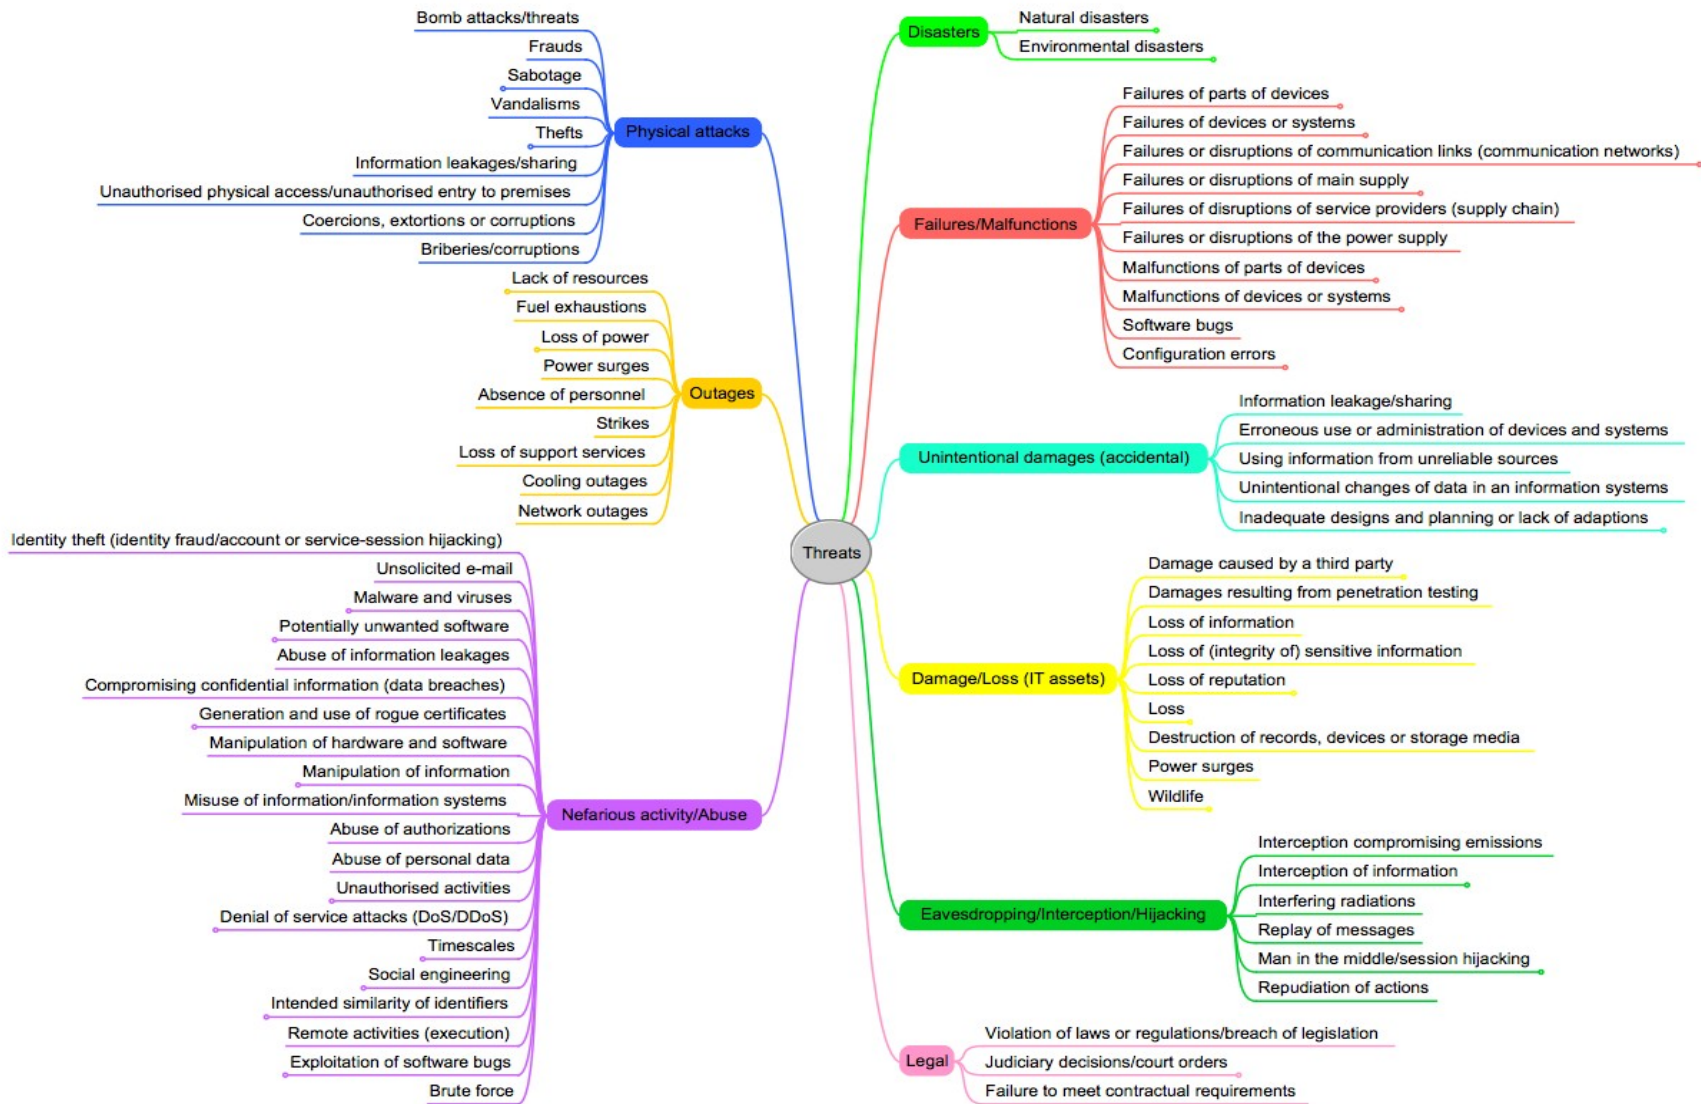 Threats
Physical attacks
Bomb attacks/threats
Frauds
Sabotage
Vandalisms
Thefts
Information leakages/sharing
Unauthorised physical access/unauthorised entry to premises
Coercions, extortions or corruptions
Briberies/corruptions
Outages
Lack of resources
Fuel exhaustions
Loss of power
Power surges
Absence of personnel
Strikes
Loss of support services
Cooling outages
Network outages
Nefarious activity/Abuse
Identity theft (identity fraud/account or service-session hijacking)
Unsolicited e-mail
Malware and viruses
Potentially unwanted software
Abuse of information leakages
Compromising confidential information (data breaches)
Generation and use of rogue certificates
Manipulation of hardware and software
Manipulation of information
Misuse of information/information systems
Abuse of authorizations
Abuse of personal data
Unauthorised activities
Denial of service attacks (DoS/DDoS)
Timescales
Social engineering
Intended similarity of identifiers
Remote activities (execution)
Exploitation of software bugs
Brute force
Disasters
Natural disasters
Environmental disasters
Failures/Malfunctions
Failures of parts of devices
Failures of devices or systems
Failures or disruptions of communication links (communication networks)
Failures or disruptions of main supply
Failures of disruptions of service providers (supply chain)
Failures or disruptions of the power supply
Malfunctions of parts of devices
Malfunctions of devices or systems
Software bugs
Configuration errors
Unintentional damages (accidental)
Information leakage/sharing
Erroneous use or administration of devices and systems
Using information from unreliable sources
Unintentional changes of data in an information systems
Inadequate designs and planning or lack of adaptions
Damage/Loss (IT assets)
Damage caused by a third party
Damages resulting from penetration testing
Loss of information
Loss of (integrity of) sensitive information
Loss of reputation
Loss
Destruction of records, devices or storage media
Power surges
Wildlife
Eavesdropping/Interception/Hijacking
Interception compromising emissions
Interception of information
Interfering radiations
Replay of messages
Man in the middle/session hijacking
Repudiation of actions
Legal
Violation of laws or regulations/breach of legislation
Judiciary decisions/court orders
Failure to meet contractual requirements